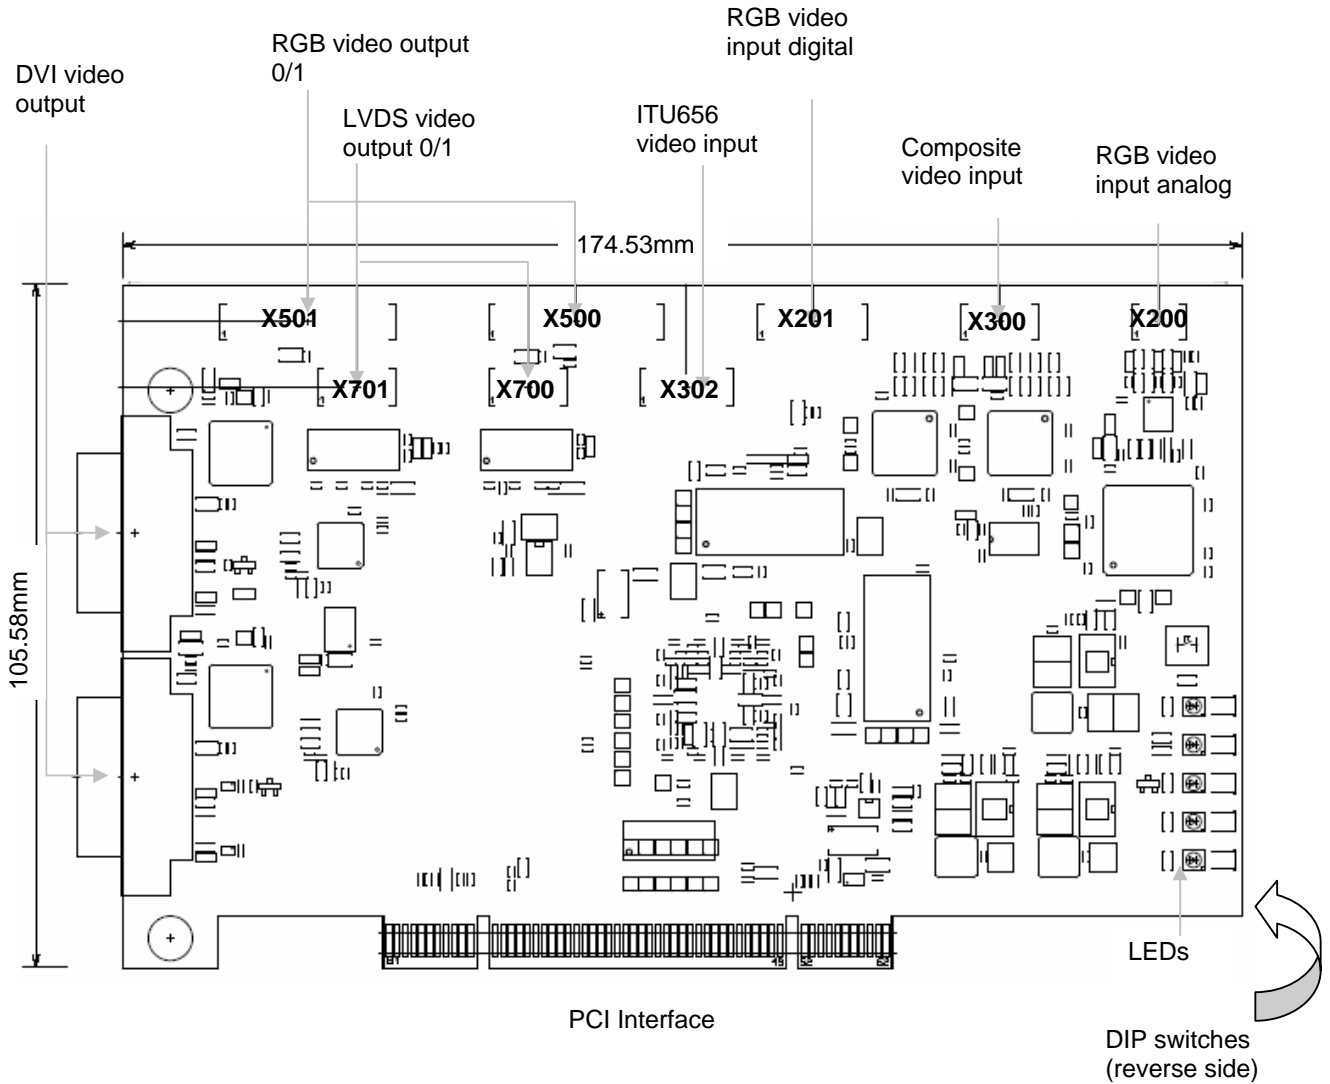 RGB video
input digital
RGB video output
0/1
DVI video
output
LVDS video
output 0/1
ITU656
video input
Composite
video input
RGB video
input analog
174.53mm
X501
X500
X201
X300
X200
X701
X700
X302
105.58mm
LEDs
PCI Interface
DIP switches
(reverse side)